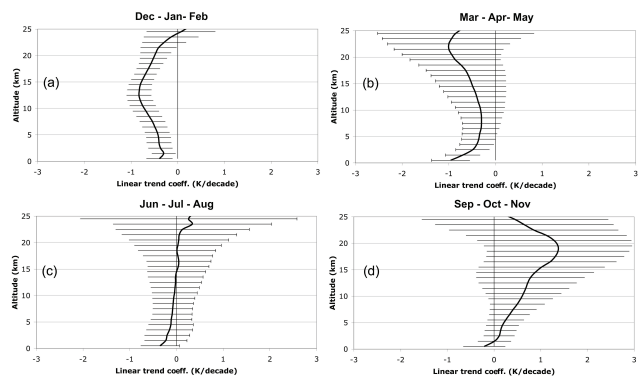 Dec - Jan- Feb
25
20
15
10
5
0
Altitude (km)
(a)
-3 -2 -1 0 1 2 3
Linear trend coeff. (K/decade)
Mar - Apr- May
25
20
15
10
5
0
Altitude (km)
(b)
-3 -2 -1 0 1 2 3
Linear trend coeff. (K/decade)
Jun - Jul - Aug
25
20
15
10
5
0
Altitude (km)
(c)
-3 -2 -1 0 1 2 3
Linear trend coeff. (K/decade)
Sep - Oct - Nov
25
20
15
10
5
0
Altitude (km)
(d)
-3 -2 -1 0 1 2 3
Linear trend coeff. (K/decade)